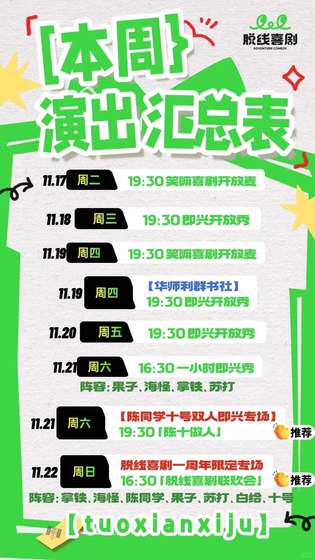 脱线喜剧
ADVENTURE COMEDY
[本周}
演出汇总表
11.17 周二 19:30 笑嘛喜剧开放麦
11.18 周三 19:30 即兴开放秀
11.19 周四 19:30 笑嘛喜剧开放麦
11.19 周四 【华师利群书社】
19:30 即兴开放秀
11.20 周五 19:30 即兴开放秀
11.21 周六 16:30 一小时即兴秀
阵容:果子、海怪、拿铁、苏打
11.21 周六 【陈同学十号双人即兴专场】
19:30「陈十做人」 推荐
11.22 周日 脱线喜剧一周年限定专场
16:30「脱线喜剧联欢会」 推荐
阵容:拿铁、海怪、陈同学、果子、苏打、白给、十号
【tuoxianxiju】